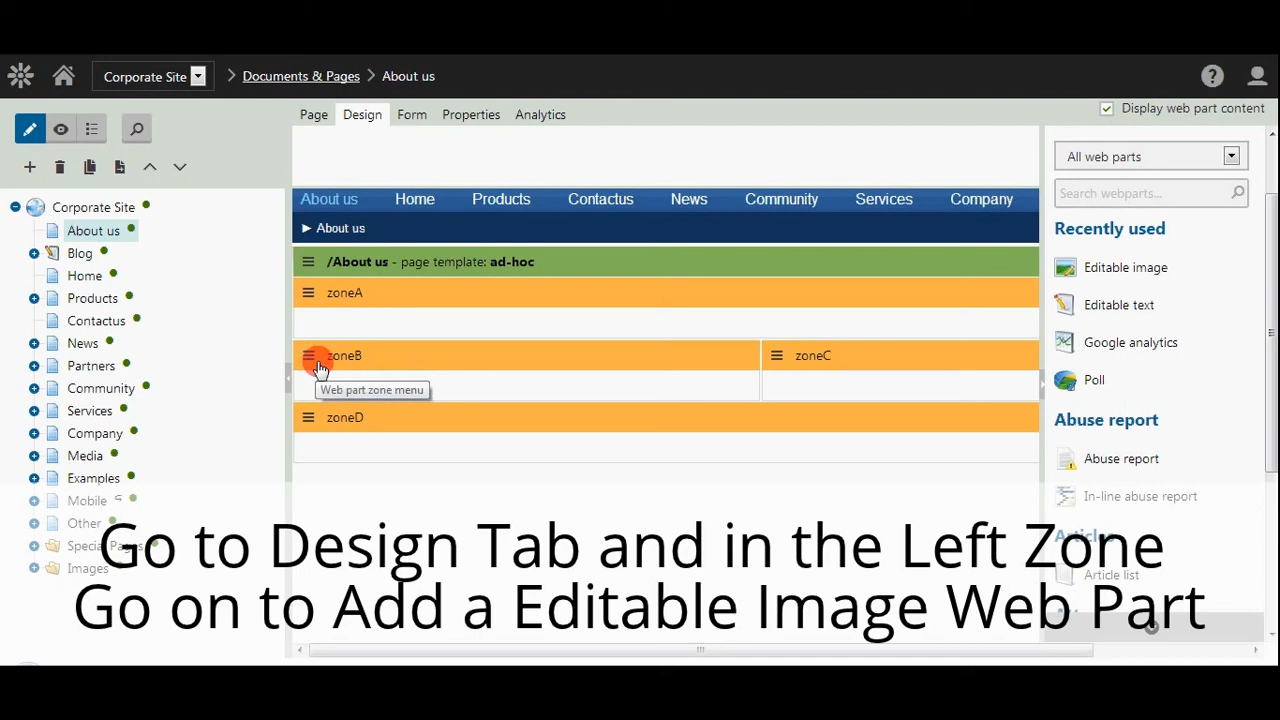 Corporate Site
Documents & Pages
About us
Page
Design
Form
Properties
Analytics
Display web part content
Corporate Site
About us
Blog
Home
Products
Contactus
News
Partners
Community
Services
Company
Media
Examples
Mobile
Other
Special Pages
Images
About us
Home
Products
Contactus
News
Community
Services
Company
► About us
/About us - page template: ad-hoc
zoneA
zoneB
zoneC
Web part zone menu
zoneD
All web parts
Search webparts...
Recently used
Editable image
Editable text
Google analytics
Poll
Abuse report
Abuse report
In-line abuse report
Articles
Article list
Go to Design Tab and in the Left Zone
Go on to Add a Editable Image Web Part